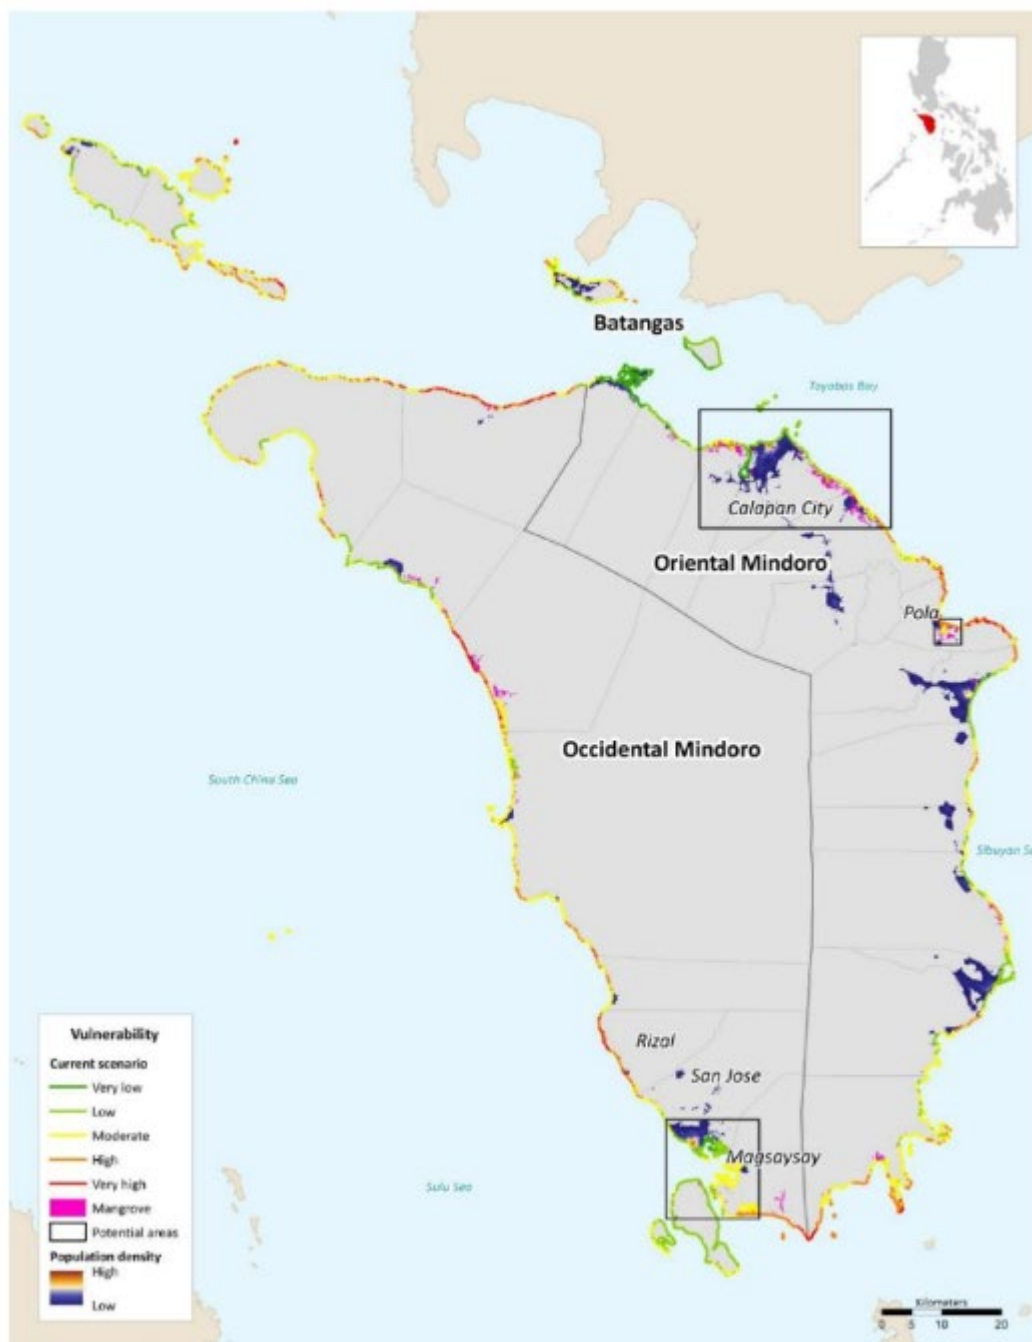 Batangas
Tayabas Bay
Calapan City
Oriental Mindoro
Pola
Occidental Mindoro
South China Sea
Sibuyan Se
Rizal
San Jose
Magsaysay
Sulu Sea
Vulnerability
Current scenario
Very low
Low
Moderate
High
Very high
Mangrove
Potential areas
Population density
High
Low
Kilometers
0 5 10 20